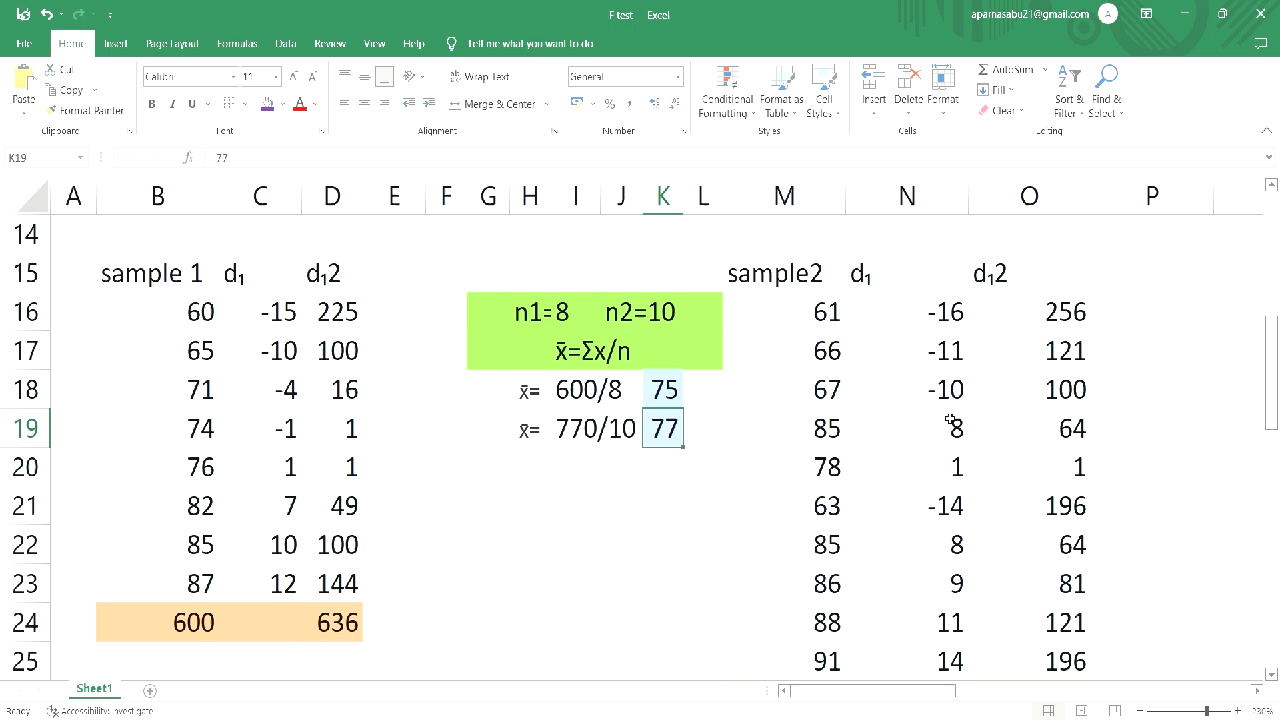 F test - Excel
aparnasabu21@gmail.com A
File Home Insert Page Layout Formulas Data Review View Help Tell me what you want to do
Cut
Copy
Format Painter
Paste
Calibri 11
B I U
Wrap Text
Merge & Center
General
Conditional Formatting
Format as Table
Cell Styles
Insert Delete Format
AutoSum
Fill
Clear
Sort & Filter
Find & Select
Clipboard Font Alignment Number Styles Cells Editing
K19 fx 77
A B C D E F G H I J K L M N O P
14
15 sample 1 d₁ d₁2 sample2 d₁ d₁2
16 60 -15 225 n1=8 n2=10 61 -16 256
17 65 -10 100 x̄=Σx/n 66 -11 121
18 71 -4 16 x̄= 600/8 75 67 -10 100
19 74 -1 1 x̄= 770/10 77 85 8 64
20 76 1 1 78 1 1
21 82 7 49 63 -14 196
22 85 10 100 85 8 64
23 87 12 144 86 9 81
24 600 636 88 11 121
25 91 14 196
Sheet1
Ready Accessibility: Investigate